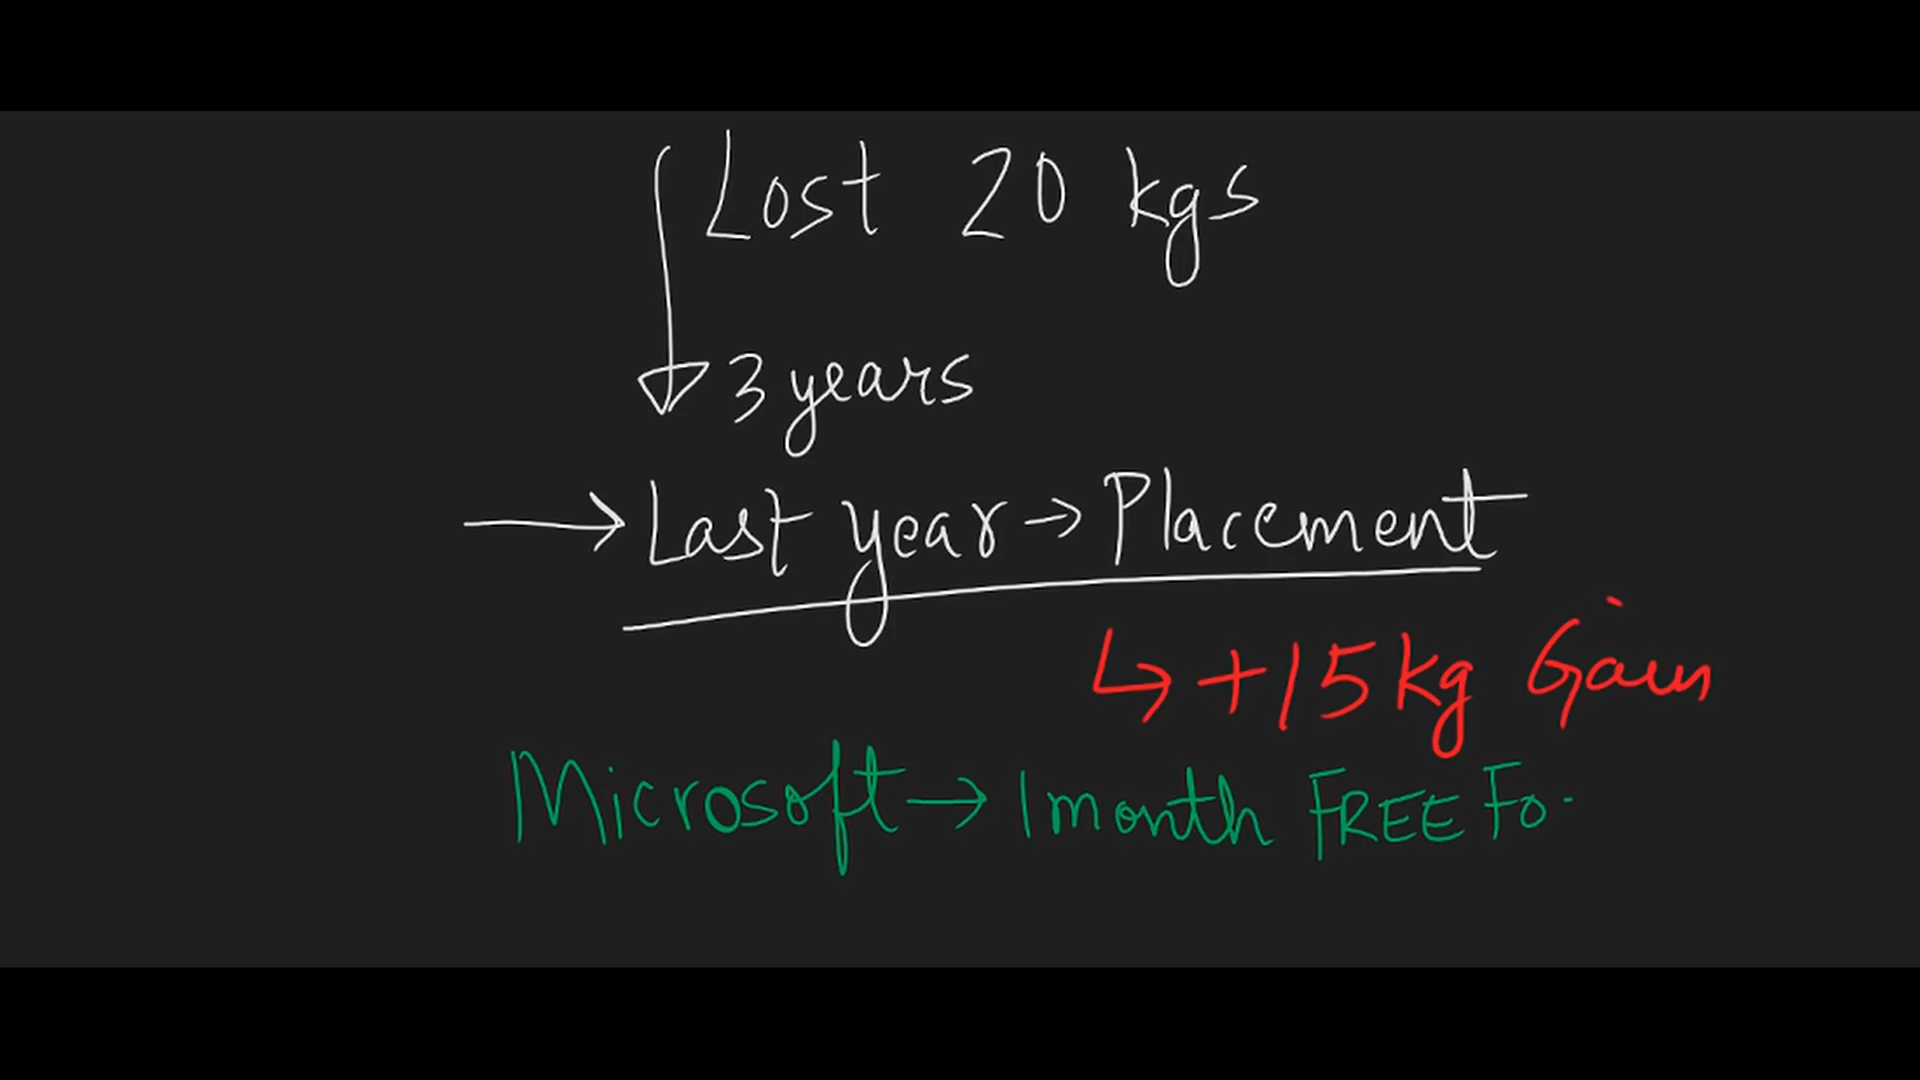 Lost 20 kgs
3 years
→ Last year → Placement
↳ +15 kg Gain
Microsoft → 1 month FREE Fo